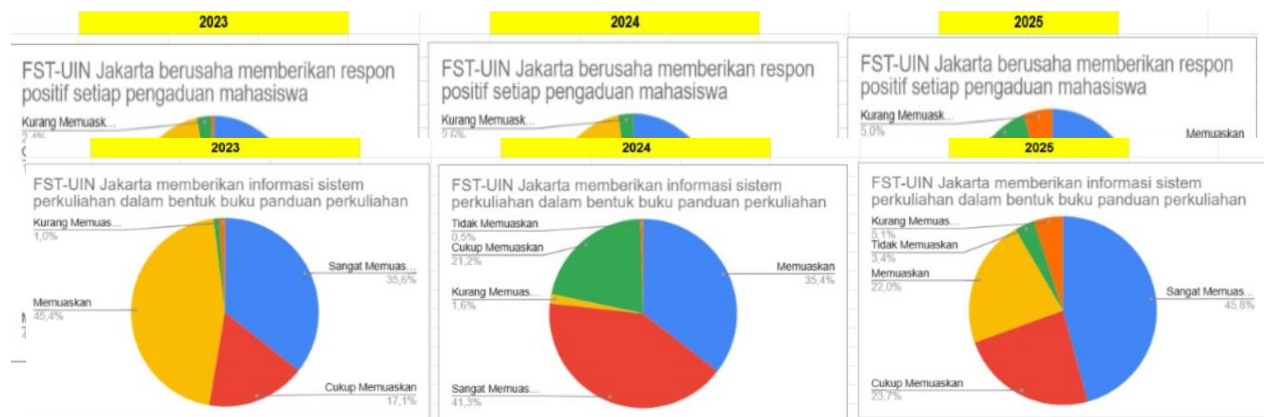 2023
2024
2025
FST-UIN Jakarta berusaha memberikan respon
positif setiap pengaduan mahasiswa
Kurang Memuask ...
2,4%
FST-UIN Jakarta berusaha memberikan respon
positif setiap pengaduan mahasiswa
Kurang Memuask ...
2,6%
FST-UIN Jakarta berusaha memberikan respon
positif setiap pengaduan mahasiswa
Kurang Memuask ...
5,0%
Memuaskan
2023
2024
2025
FST-UIN Jakarta memberikan informasi sistem
perkuliahan dalam bentuk buku panduan perkuliahan
Kurang Memuas...
1,0%
Sangat Memuas...
35,6%
Memuaskan
45,4%
Cukup Memuaskan
17,1%
FST-UIN Jakarta memberikan informasi sistem
perkuliahan dalam bentuk buku panduan perkuliahan
Tidak Memuaskan
0,5%
Cukup Memuaskan
21,2%
Memuaskan
35,4%
Kurang Memuas...
1,6%
Sangat Memuas...
41,3%
FST-UIN Jakarta memberikan informasi sistem
perkuliahan dalam bentuk buku panduan perkuliahan
Kurang Memuas...
5,1%
Tidak Memuaskan
3,4%
Memuaskan
22,0%
Sangat Memuas...
45,8%
Cukup Memuaskan
23,7%